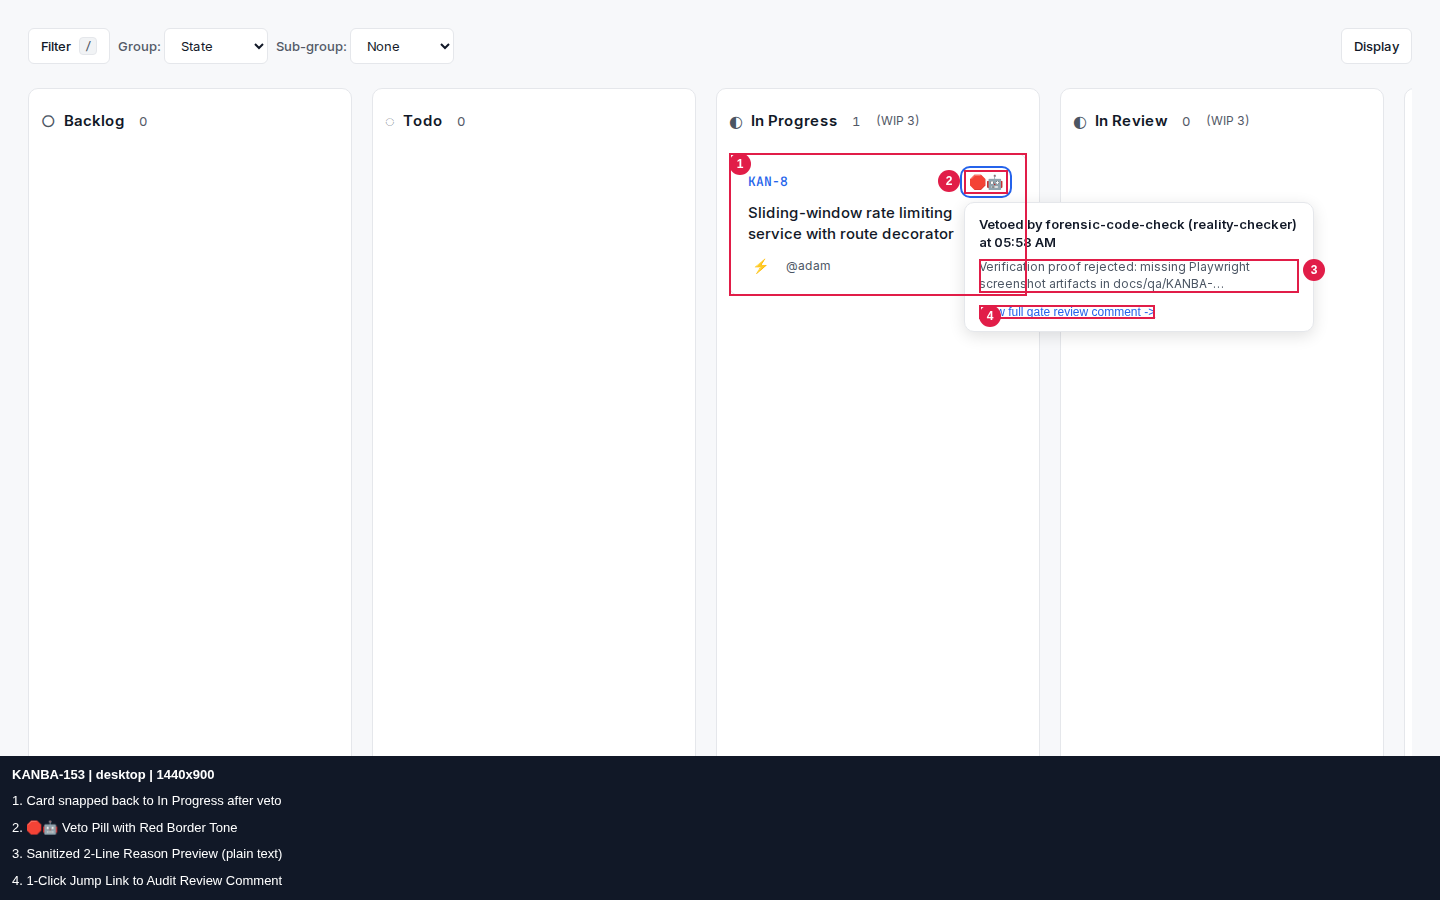 Filter / Group: State Sub-group: None Display
Backlog 0
Todo 0
In Progress 1 (WIP 3)
In Review 0 (WIP 3)
1
KAN-8
2
Sliding-window rate limiting
service with route decorator
@adam
Vetoed by forensic-code-check (reality-checker)
at 05:58 AM
Verification proof rejected: missing Playwright
screenshot artifacts in docs/qa/KANBA-…
3
full gate review comment ->
4
KANBA-153 | desktop | 1440x900
1. Card snapped back to In Progress after veto
2. 🛑🤖 Veto Pill with Red Border Tone
3. Sanitized 2-Line Reason Preview (plain text)
4. 1-Click Jump Link to Audit Review Comment